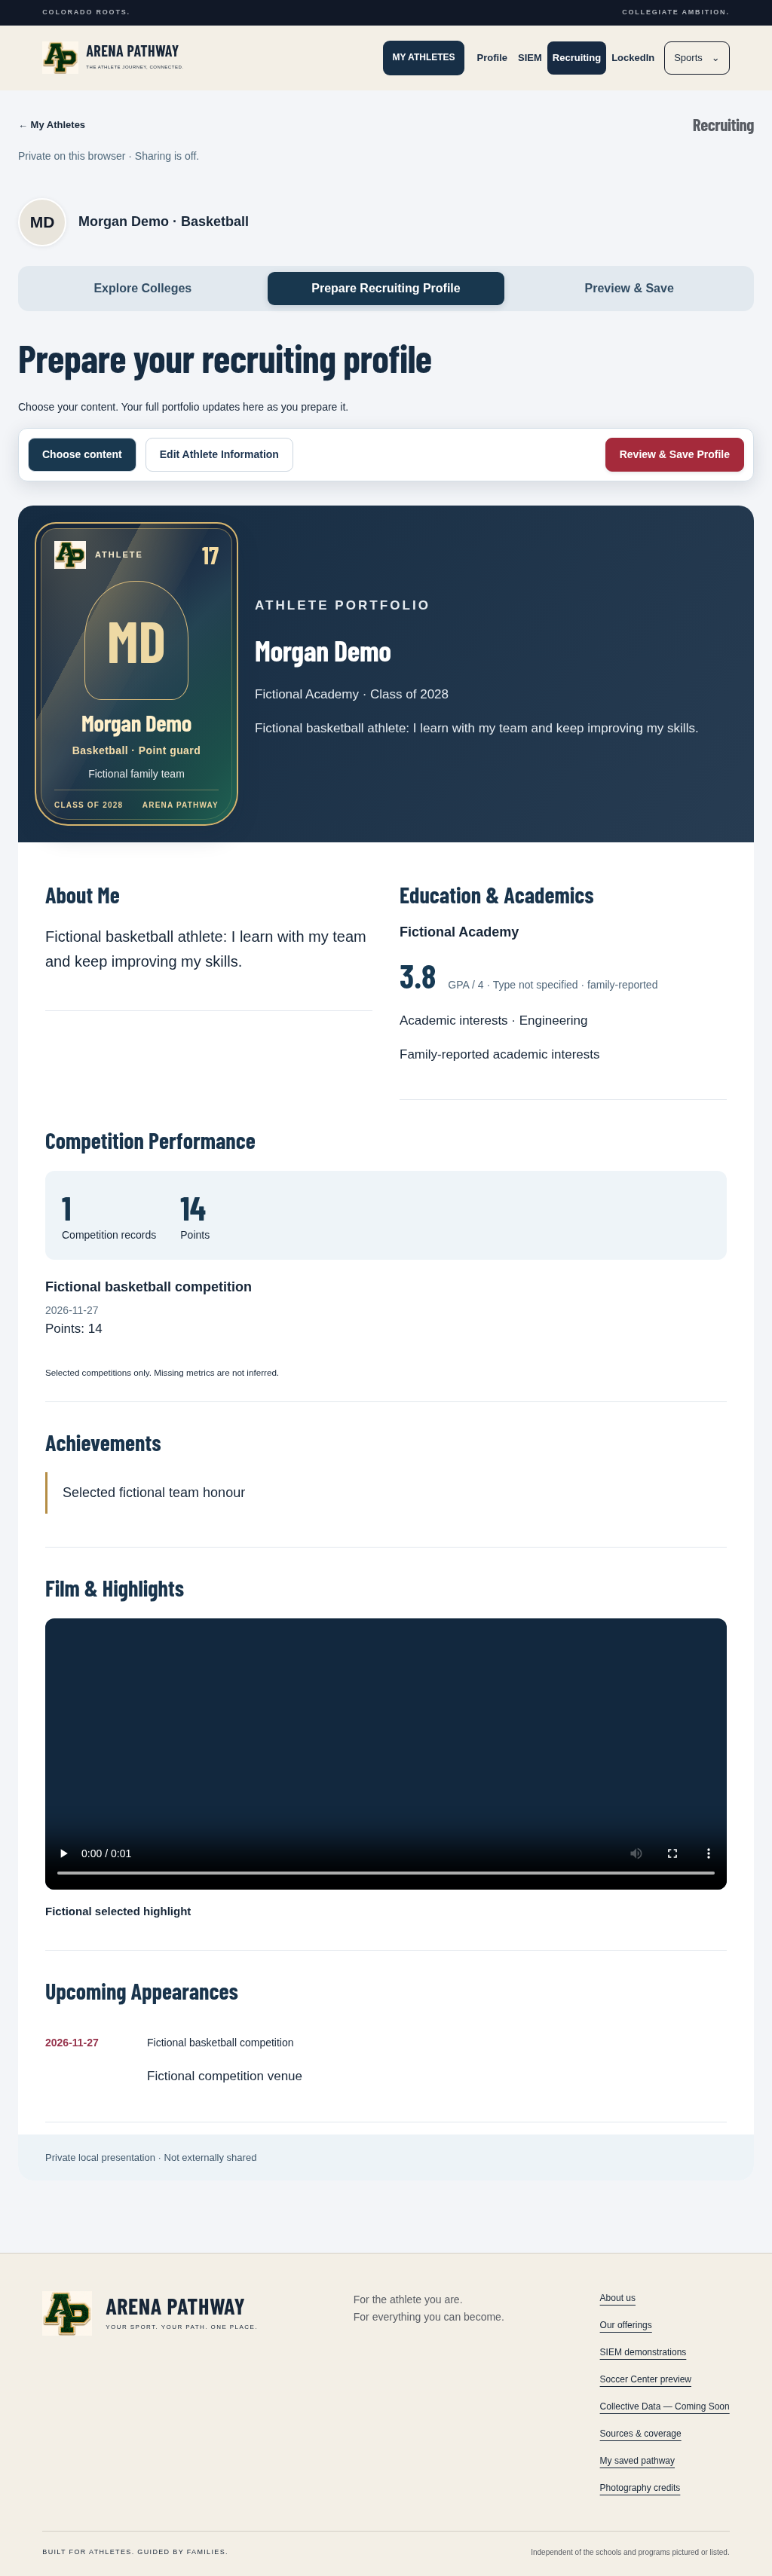 COLORADO ROOTS.
COLLEGIATE AMBITION.
AP
ARENA PATHWAY
THE ATHLETE JOURNEY, CONNECTED.
MY ATHLETES
Profile
SIEM
Recruiting
LockedIn
Sports
← My Athletes
Recruiting
Private on this browser · Sharing is off.
MD
Morgan Demo · Basketball
Explore Colleges
Prepare Recruiting Profile
Preview & Save
Prepare your recruiting profile
Choose your content. Your full portfolio updates here as you prepare it.
Choose content
Edit Athlete Information
Review & Save Profile
AP
ATHLETE
17
MD
Morgan Demo
Basketball · Point guard
Fictional family team
CLASS OF 2028
ARENA PATHWAY
ATHLETE PORTFOLIO
Morgan Demo
Fictional Academy · Class of 2028
Fictional basketball athlete: I learn with my team and keep improving my skills.
About Me
Fictional basketball athlete: I learn with my team
and keep improving my skills.
Education & Academics
Fictional Academy
3.8 GPA / 4 · Type not specified · family-reported
Academic interests · Engineering
Family-reported academic interests
Competition Performance
1
Competition records
14
Points
Fictional basketball competition
2026-11-27
Points: 14
Selected competitions only. Missing metrics are not inferred.
Achievements
Selected fictional team honour
Film & Highlights
0:00 / 0:01
Fictional selected highlight
Upcoming Appearances
2026-11-27
Fictional basketball competition
Fictional competition venue
Private local presentation · Not externally shared
AP
ARENA PATHWAY
YOUR SPORT. YOUR PATH. ONE PLACE.
For the athlete you are.
For everything you can become.
About us
Our offerings
SIEM demonstrations
Soccer Center preview
Collective Data — Coming Soon
Sources & coverage
My saved pathway
Photography credits
BUILT FOR ATHLETES. GUIDED BY FAMILIES.
Independent of the schools and programs pictured or listed.